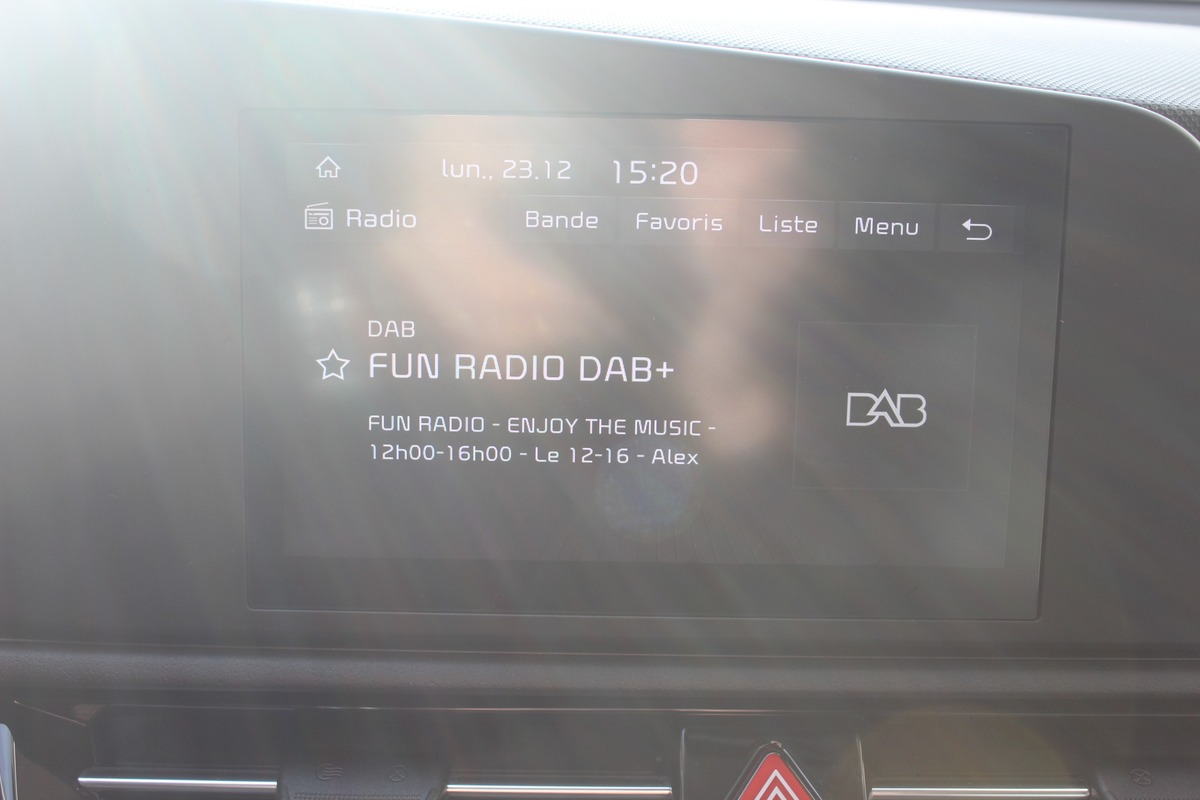 lun., 23.12 15:20
Radio Bande Favoris Liste Menu
DAB
FUN RADIO DAB+
FUN RADIO - ENJOY THE MUSIC -
12h00-16h00 - Le 12-16 - Alex
DAB